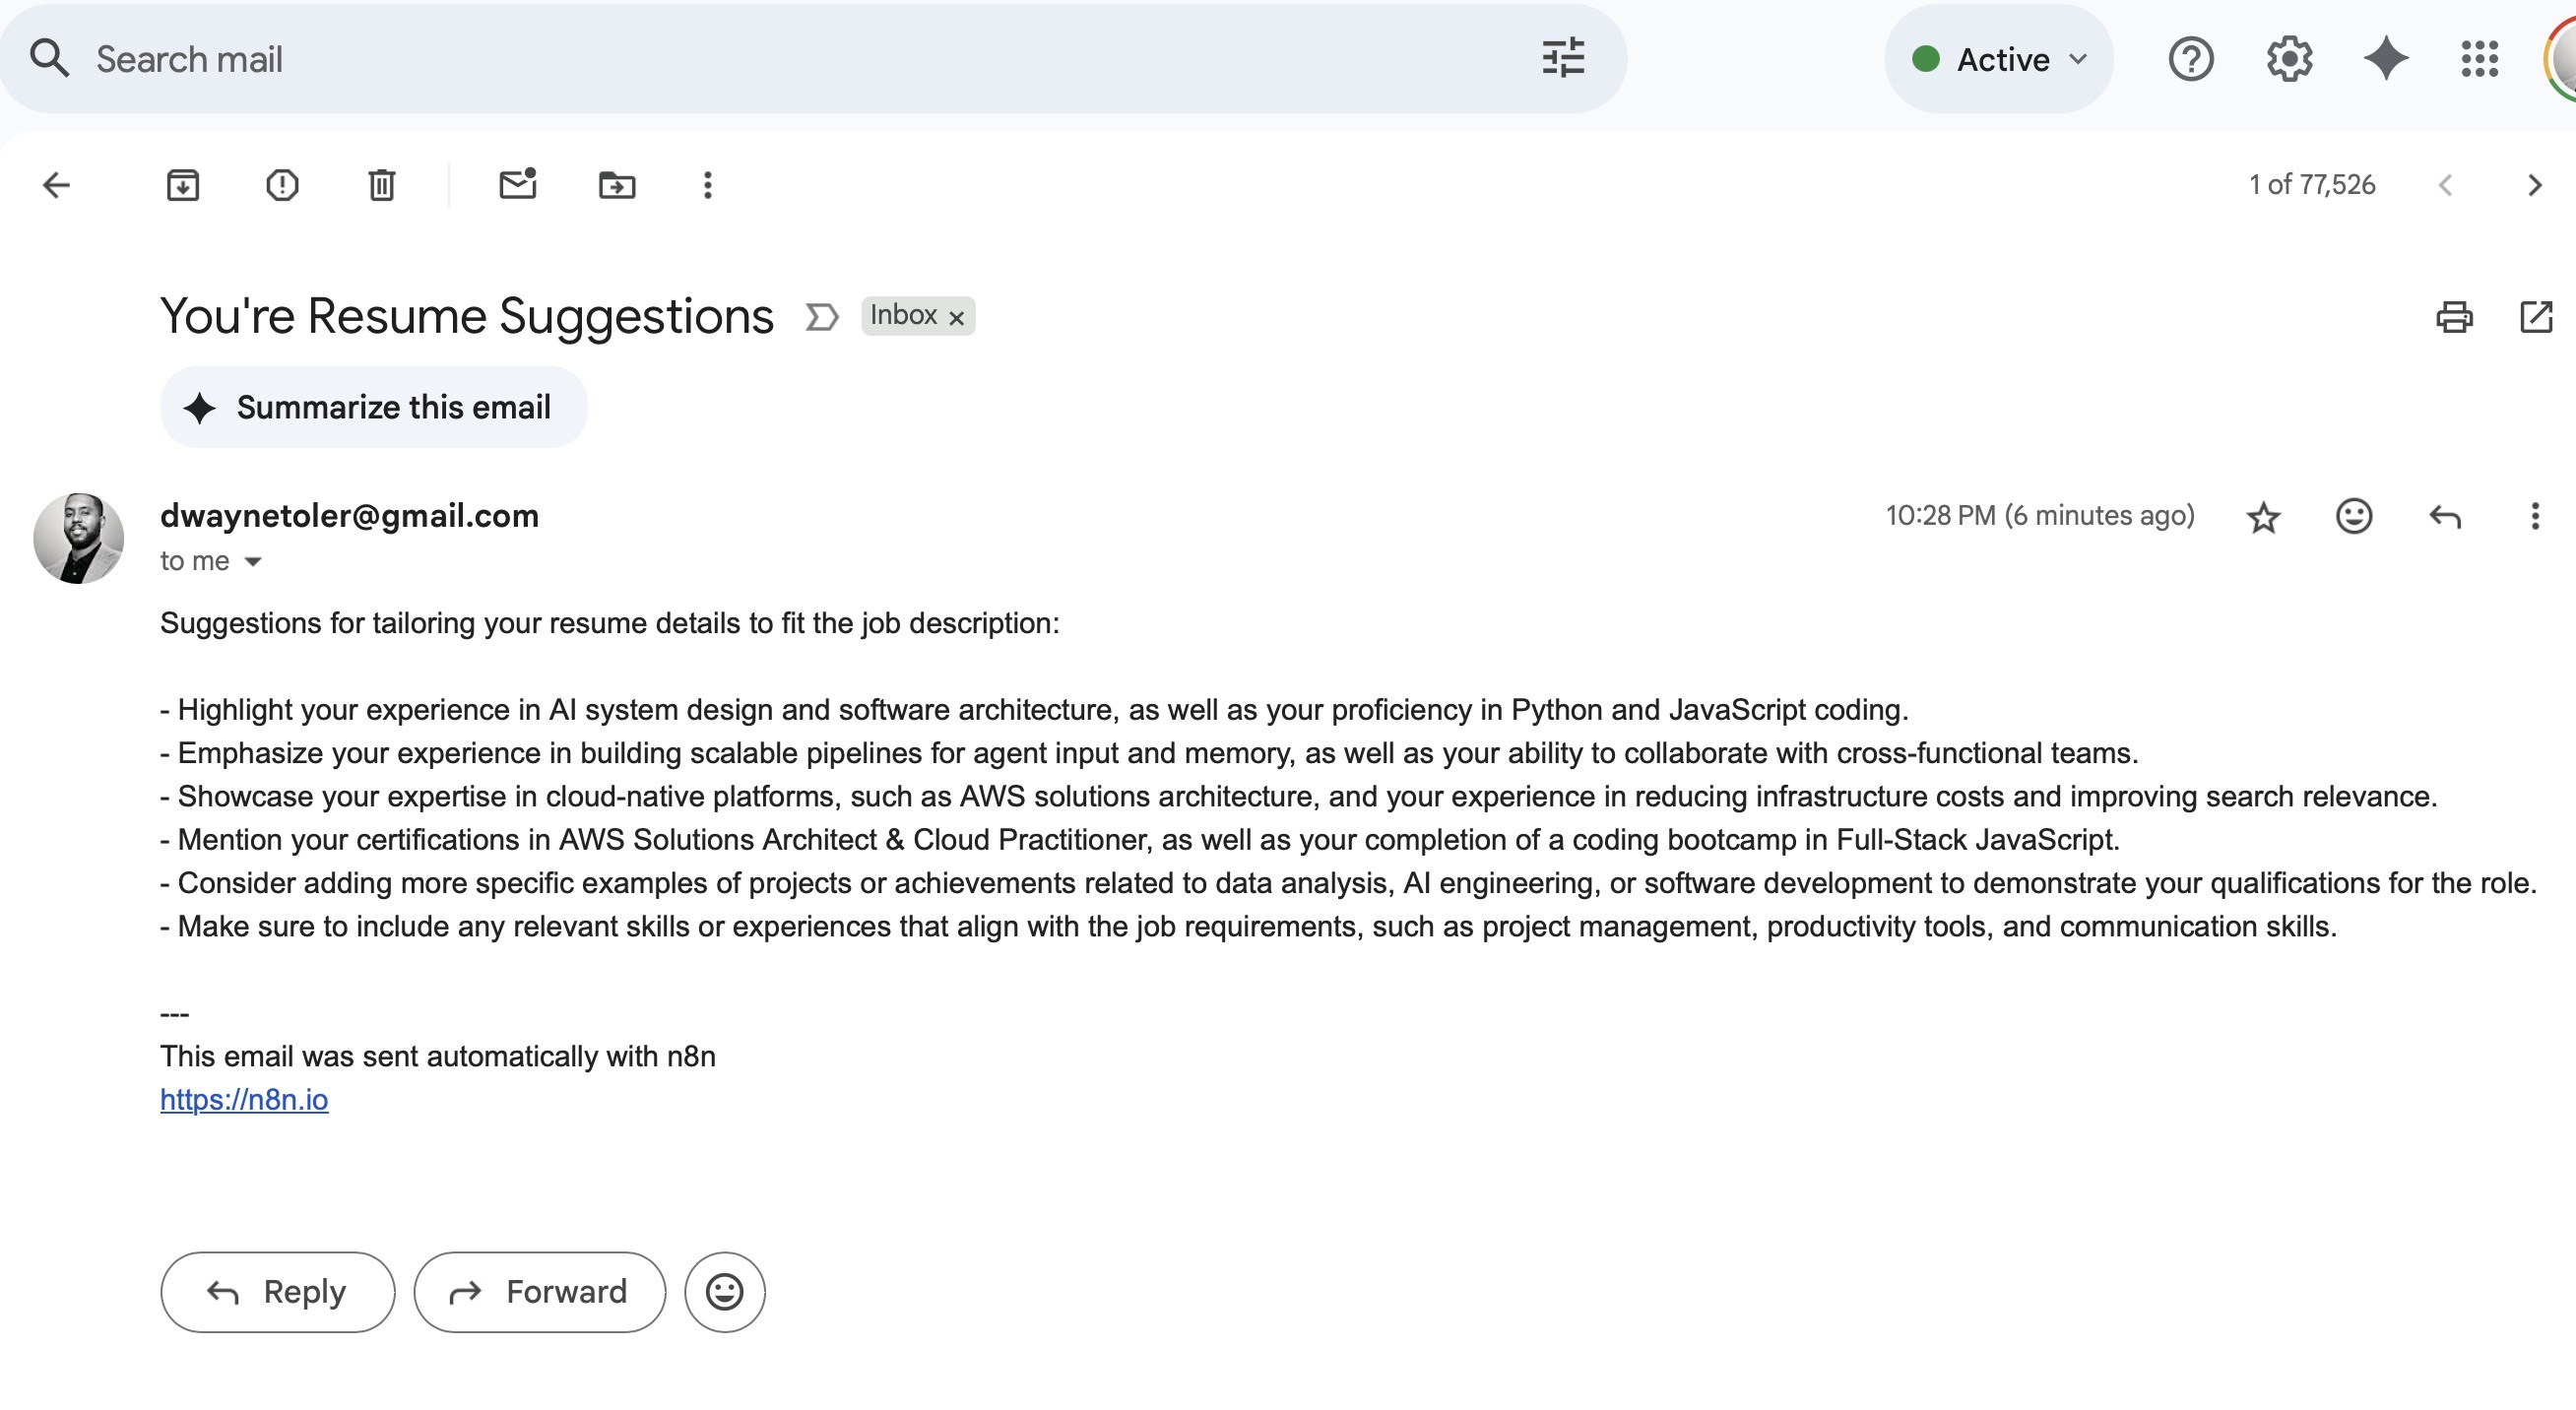 Search mail
Active
1 of 77,526
You're Resume Suggestions
Inbox ×
Summarize this email
dwaynetoler@gmail.com
10:28 PM (6 minutes ago)
to me
Suggestions for tailoring your resume details to fit the job description:
- Highlight your experience in AI system design and software architecture, as well as your proficiency in Python and JavaScript coding.
- Emphasize your experience in building scalable pipelines for agent input and memory, as well as your ability to collaborate with cross-functional teams.
- Showcase your expertise in cloud-native platforms, such as AWS solutions architecture, and your experience in reducing infrastructure costs and improving search relevance.
- Mention your certifications in AWS Solutions Architect & Cloud Practitioner, as well as your completion of a coding bootcamp in Full-Stack JavaScript.
- Consider adding more specific examples of projects or achievements related to data analysis, AI engineering, or software development to demonstrate your qualifications for the role.
- Make sure to include any relevant skills or experiences that align with the job requirements, such as project management, productivity tools, and communication skills.
---
This email was sent automatically with n8n
https://n8n.io
Reply
Forward